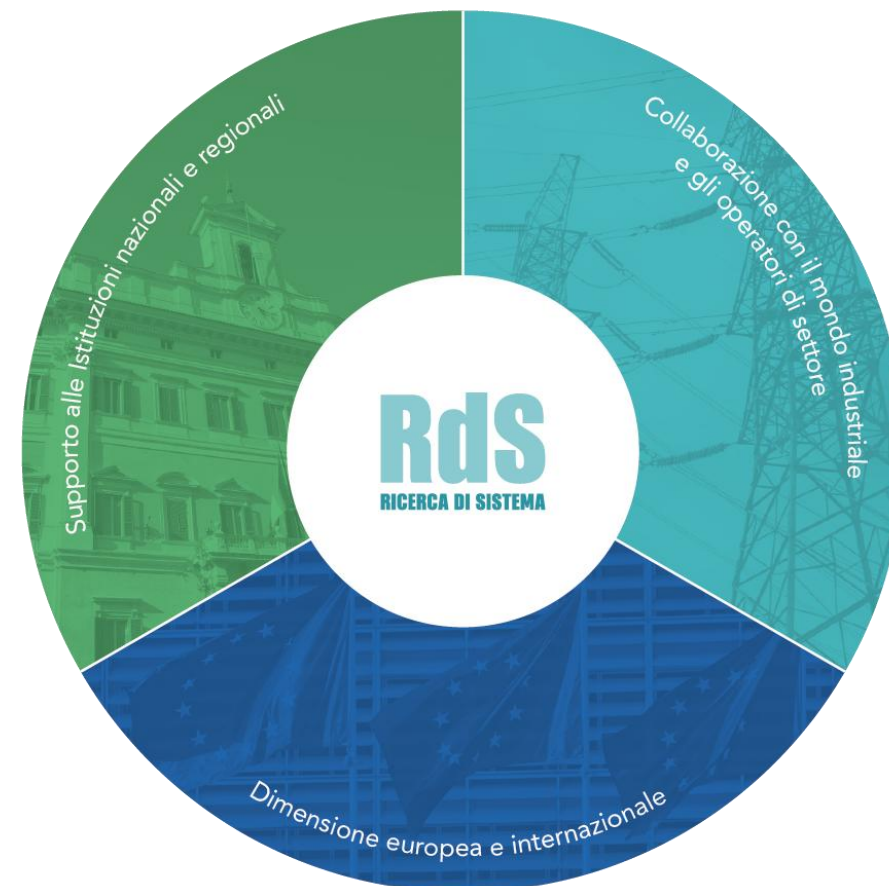 Supporto alle Istituzioni nazionali e regionali
Collaborazione con il mondo industriale
e gli operatori di settore
RdS
RICERCA DI SISTEMA
Dimensione europea e internazionale